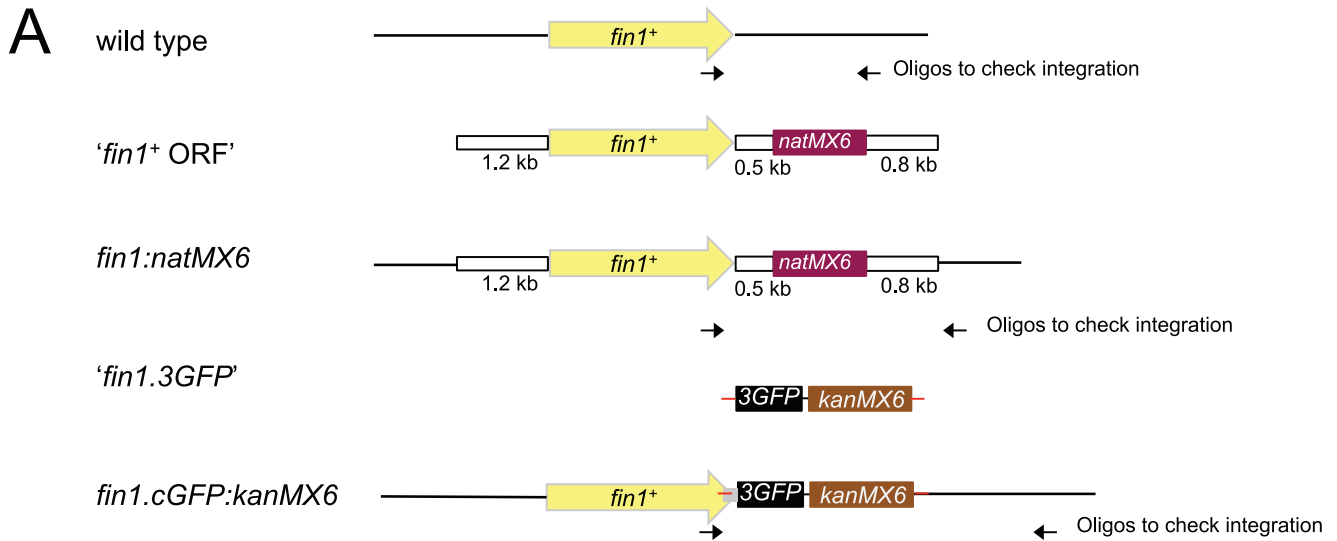 A
wild type
fin1⁺
Oligos to check integration
‘fin1⁺ ORF’
fin1⁺
natMX6
1.2 kb
0.5 kb
0.8 kb
fin1:natMX6
fin1⁺
natMX6
1.2 kb
0.5 kb
0.8 kb
Oligos to check integration
‘fin1.3GFP’
3GFP
kanMX6
fin1.cGFP:kanMX6
fin1⁺
3GFP
kanMX6
Oligos to check integration